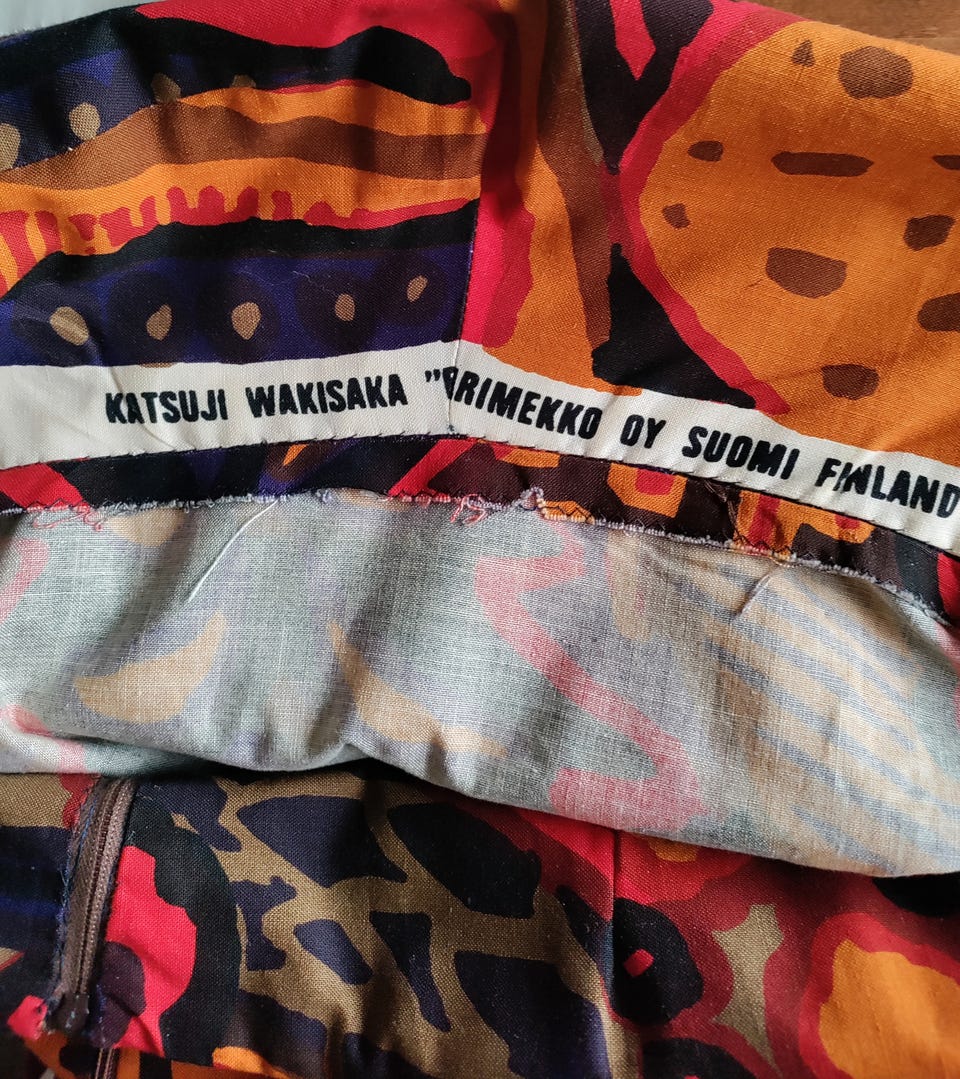 KATSUJI WAKISAKA ” RIMEKKO OY SUOMI FINLAND